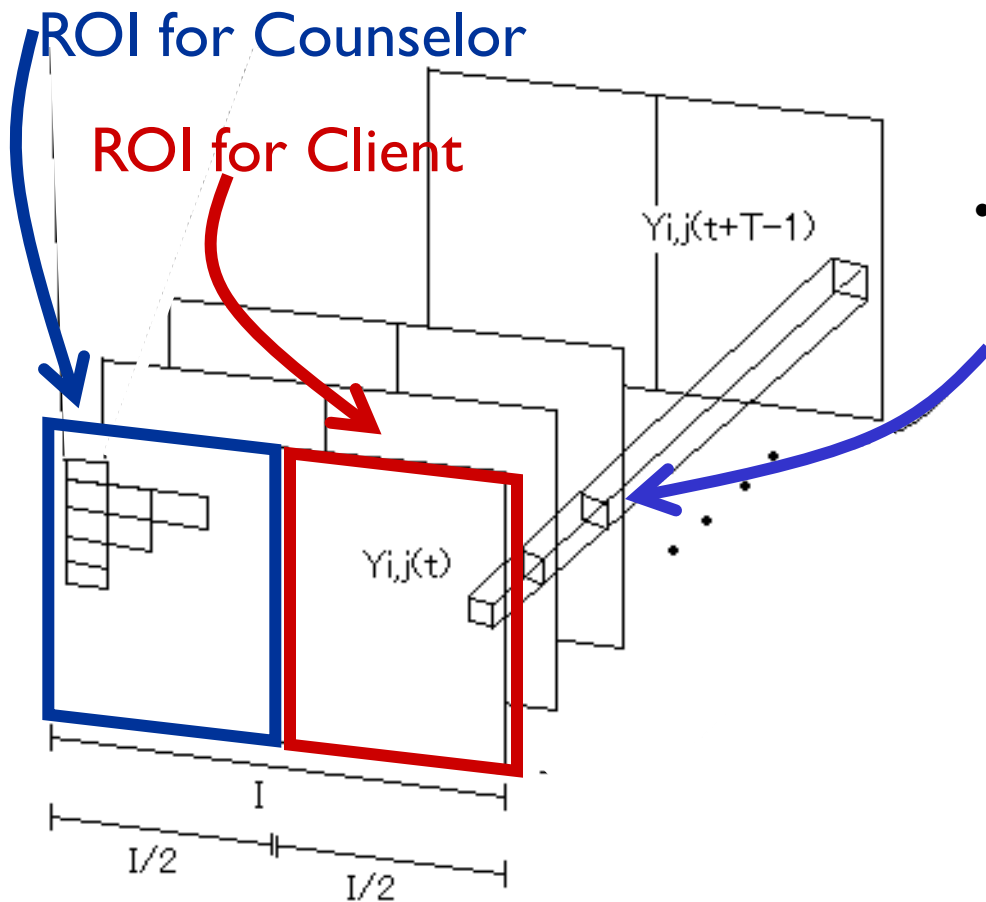 ROI for Counselor
ROI for Client
Yi,j(t+T-1)
Yi,j(t)
I
I/2
I/2